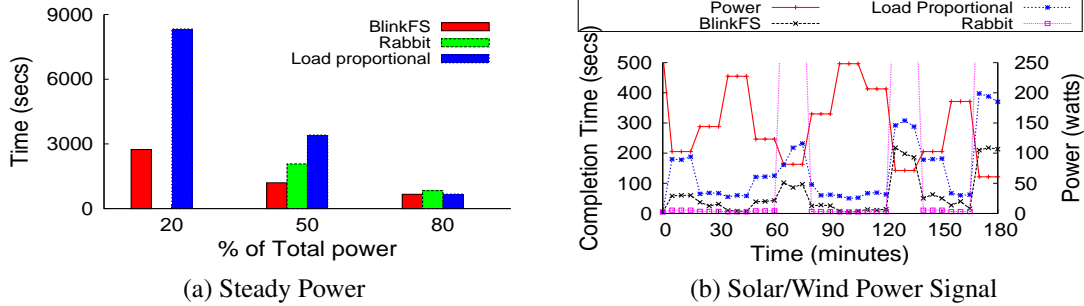 BlinkFS
Rabbit
Load proportional
9000
6000
3000
0
Time (secs)
20 50 80
% of Total power
(a) Steady Power
Power Load Proportional
BlinkFS Rabbit
500 250
400 200
300 150
200 100
100 50
0 0
Completion Time (secs)
Power (watts)
0 30 60 90 120 150 180
Time (minutes)
(b) Solar/Wind Power Signal